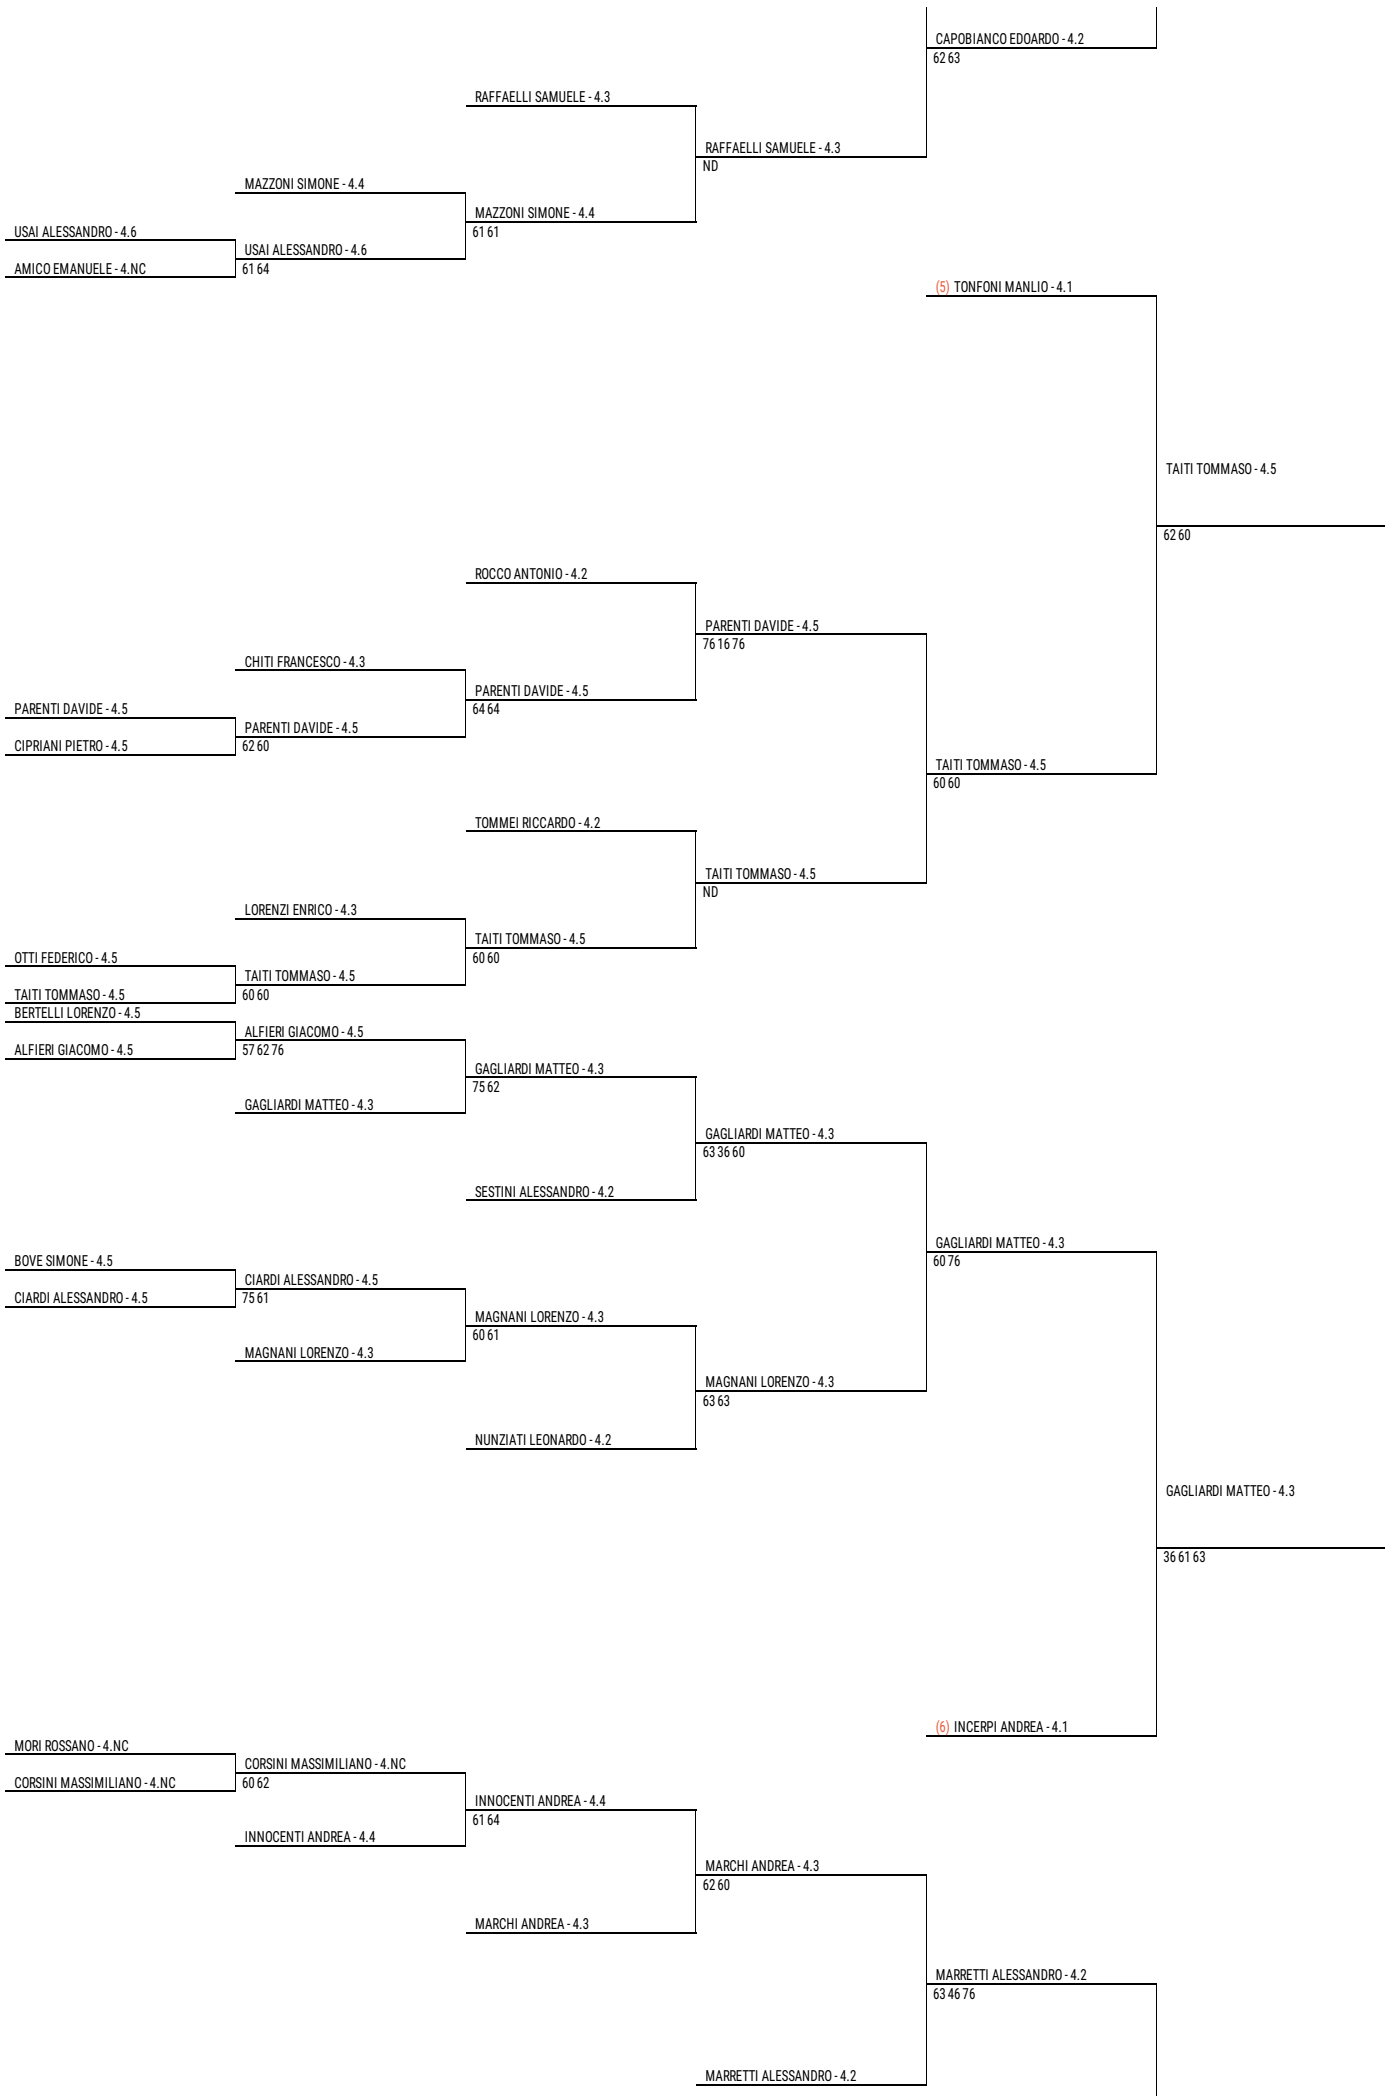 CAPOBIANCO EDOARDO - 4.2
62 63
RAFFAELLI SAMUELE - 4.3
RAFFAELLI SAMUELE - 4.3
ND
MAZZONI SIMONE - 4.4
MAZZONI SIMONE - 4.4
61 61
USAI ALESSANDRO - 4.6
USAI ALESSANDRO - 4.6
61 64
AMICO EMANUELE - 4.NC
(5) TONFONI MANLIO - 4.1
TAITI TOMMASO - 4.5
62 60
ROCCO ANTONIO - 4.2
PARENTI DAVIDE - 4.5
76 16 76
CHITI FRANCESCO - 4.3
PARENTI DAVIDE - 4.5
64 64
PARENTI DAVIDE - 4.5
PARENTI DAVIDE - 4.5
62 60
CIPRIANI PIETRO - 4.5
TAITI TOMMASO - 4.5
60 60
TOMMEI RICCARDO - 4.2
TAITI TOMMASO - 4.5
ND
LORENZI ENRICO - 4.3
TAITI TOMMASO - 4.5
60 60
OTTI FEDERICO - 4.5
TAITI TOMMASO - 4.5
60 60
TAITI TOMMASO - 4.5
BERTELLI LORENZO - 4.5
ALFIERI GIACOMO - 4.5
57 62 76
ALFIERI GIACOMO - 4.5
GAGLIARDI MATTEO - 4.3
75 62
GAGLIARDI MATTEO - 4.3
GAGLIARDI MATTEO - 4.3
63 36 60
SESTINI ALESSANDRO - 4.2
GAGLIARDI MATTEO - 4.3
60 76
BOVE SIMONE - 4.5
CIARDI ALESSANDRO - 4.5
75 61
CIARDI ALESSANDRO - 4.5
MAGNANI LORENZO - 4.3
60 61
MAGNANI LORENZO - 4.3
MAGNANI LORENZO - 4.3
63 63
NUNZIATI LEONARDO - 4.2
GAGLIARDI MATTEO - 4.3
36 61 63
(6) INCERPI ANDREA - 4.1
MORI ROSSANO - 4.NC
CORSINI MASSIMILIANO - 4.NC
60 62
CORSINI MASSIMILIANO - 4.NC
INNOCENTI ANDREA - 4.4
61 64
INNOCENTI ANDREA - 4.4
MARCHI ANDREA - 4.3
62 60
MARCHI ANDREA - 4.3
MARRETTI ALESSANDRO - 4.2
63 46 76
MARRETTI ALESSANDRO - 4.2